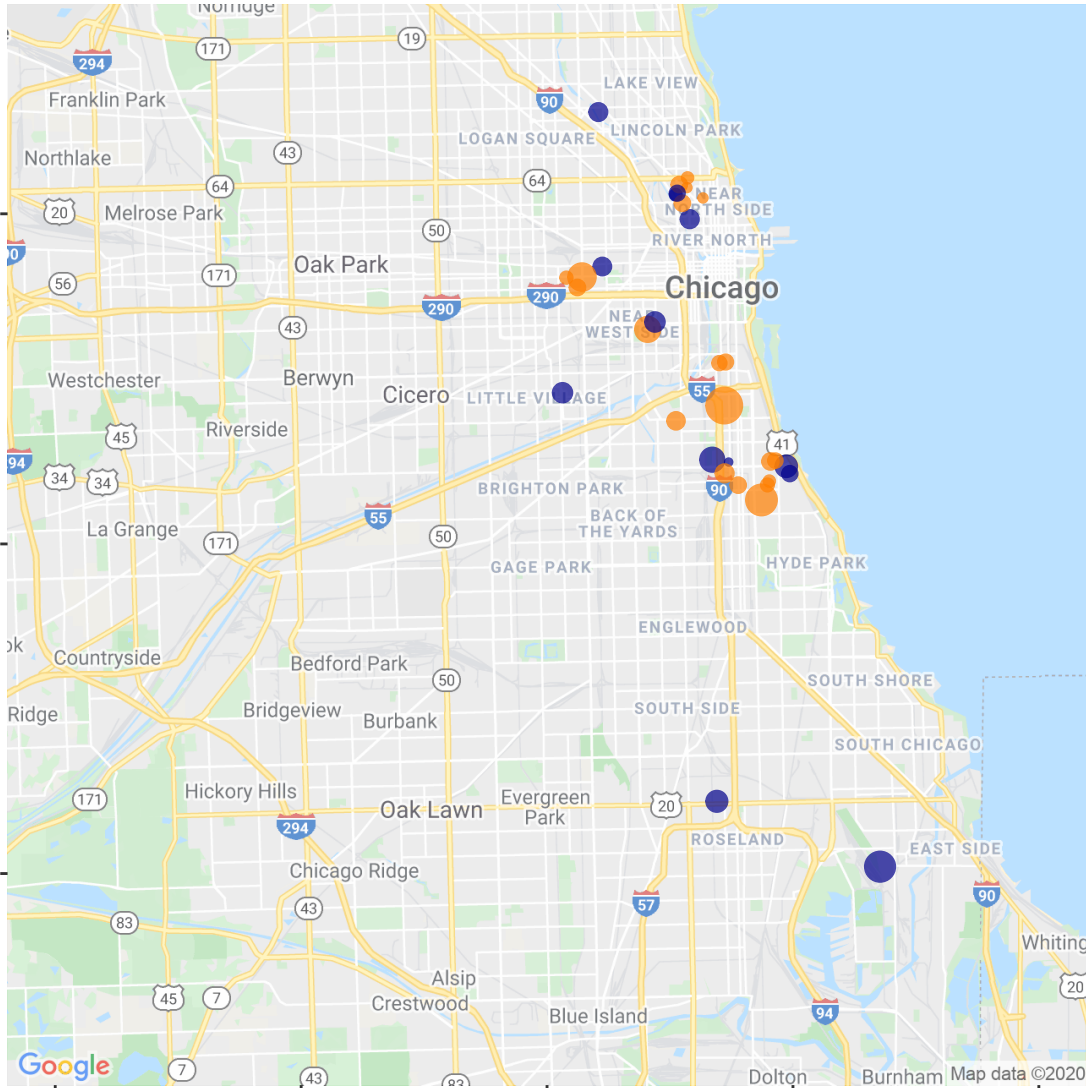 Norridge
171
19
294
LAKE VIEW
Franklin Park
90
LINCOLN PARK
LOGAN SQUARE
43
Northlake
64
64
NEAR
NORTH SIDE
20
Melrose Park
50
RIVER NORTH
Oak Park
171
56
Chicago
290
290
NEAR
WEST SIDE
43
Westchester
Berwyn
Cicero
LITTLE VILLAGE
55
Riverside
45
41
94
34
34
BRIGHTON PARK
90
La Grange
55
BACK OF
THE YARDS
50
171
GAGE PARK
HYDE PARK
ENGLEWOOD
Countryside
Bedford Park
50
SOUTH SHORE
Ridge
Bridgeview
Burbank
SOUTH SIDE
SOUTH CHICAGO
171
Hickory Hills
Evergreen
Park
Oak Lawn
20
294
ROSELAND
EAST SIDE
Chicago Ridge
57
90
43
83
Whiting
Alsip
20
45
7
Crestwood
94
Blue Island
Google
7
43
83
Dolton
Burnham
Map data ©2020